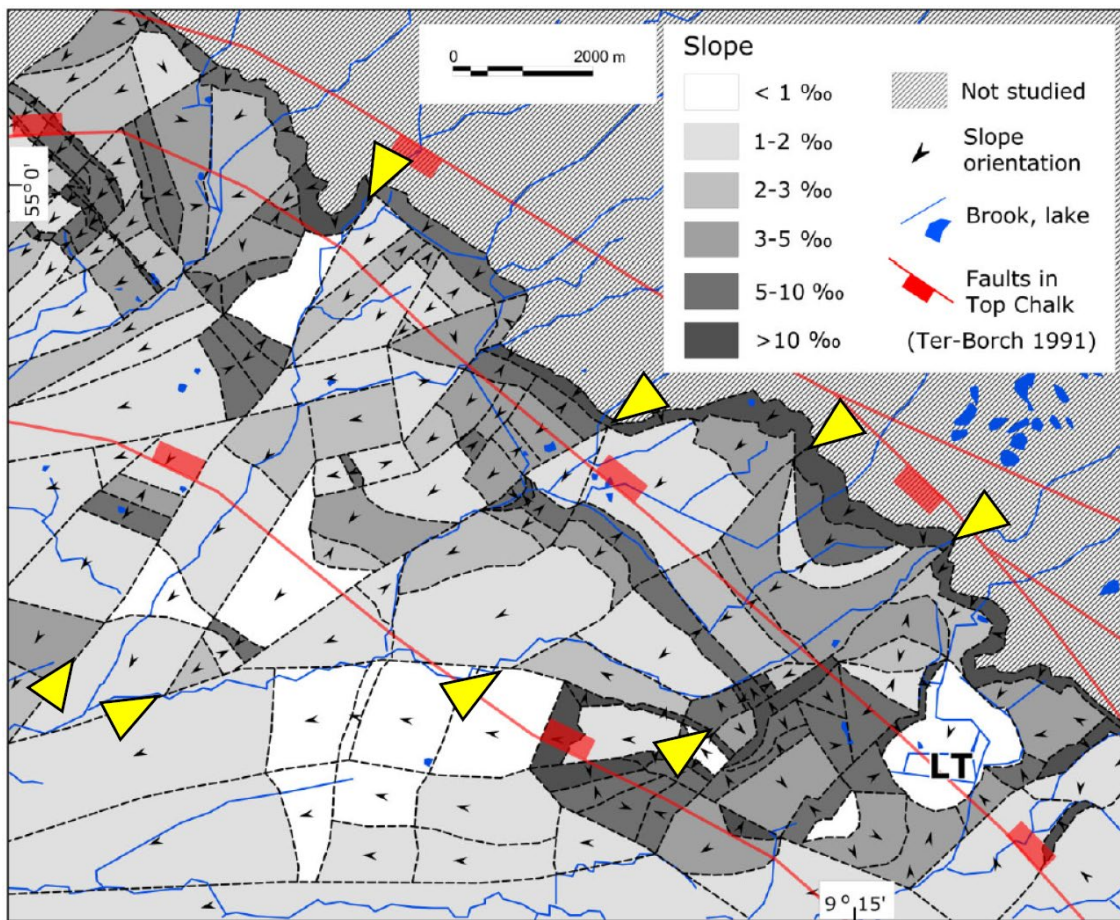 0 2000 m
Slope
< 1 ‰
1-2 ‰
2-3 ‰
3-5 ‰
5-10 ‰
>10 ‰
Not studied
Slope
orientation
Brook, lake
Faults in
Top Chalk
(Ter-Borch 1991)
55° 0'
LT
9° 15'